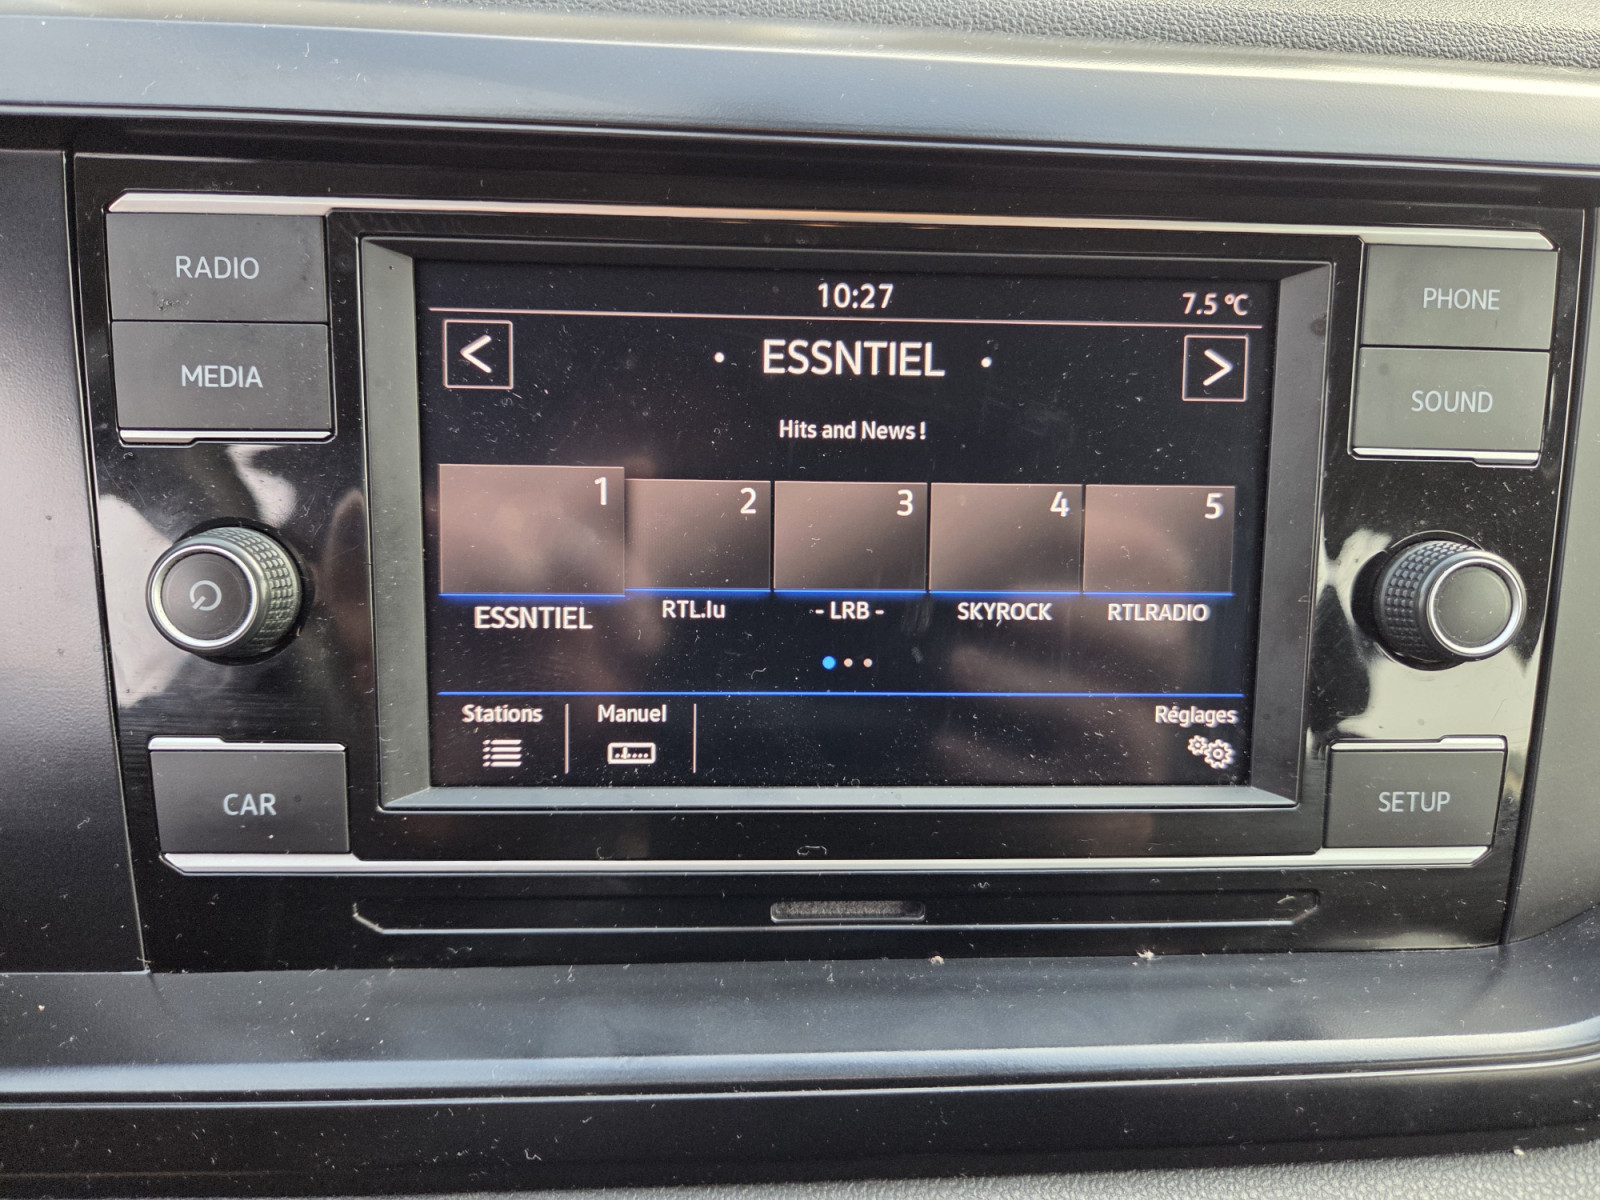 RADIO
MEDIA
CAR
10:27
7.5 °C
<
• ESSNTIEL •
>
Hits and News !
1
2
3
4
5
ESSNTIEL
RTL.lu
- LRB -
SKYROCK
RTLRADIO
Stations
Manuel
Réglages
PHONE
SOUND
SETUP